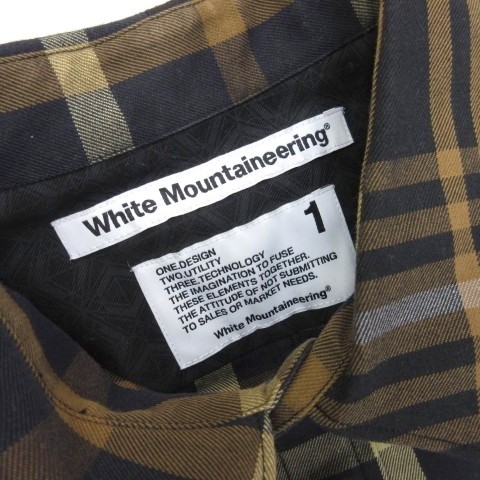 White Mountaineering®
1
ONE.DESIGN
TWO.UTILITY
THREE.TECHNOLOGY
THE IMAGINATION TO FUSE
THESE ELEMENTS TOGETHER.
THE ATTITUDE OF NOT SUBMITTING
TO SALES OR MARKET NEEDS.
White Mountaineering®